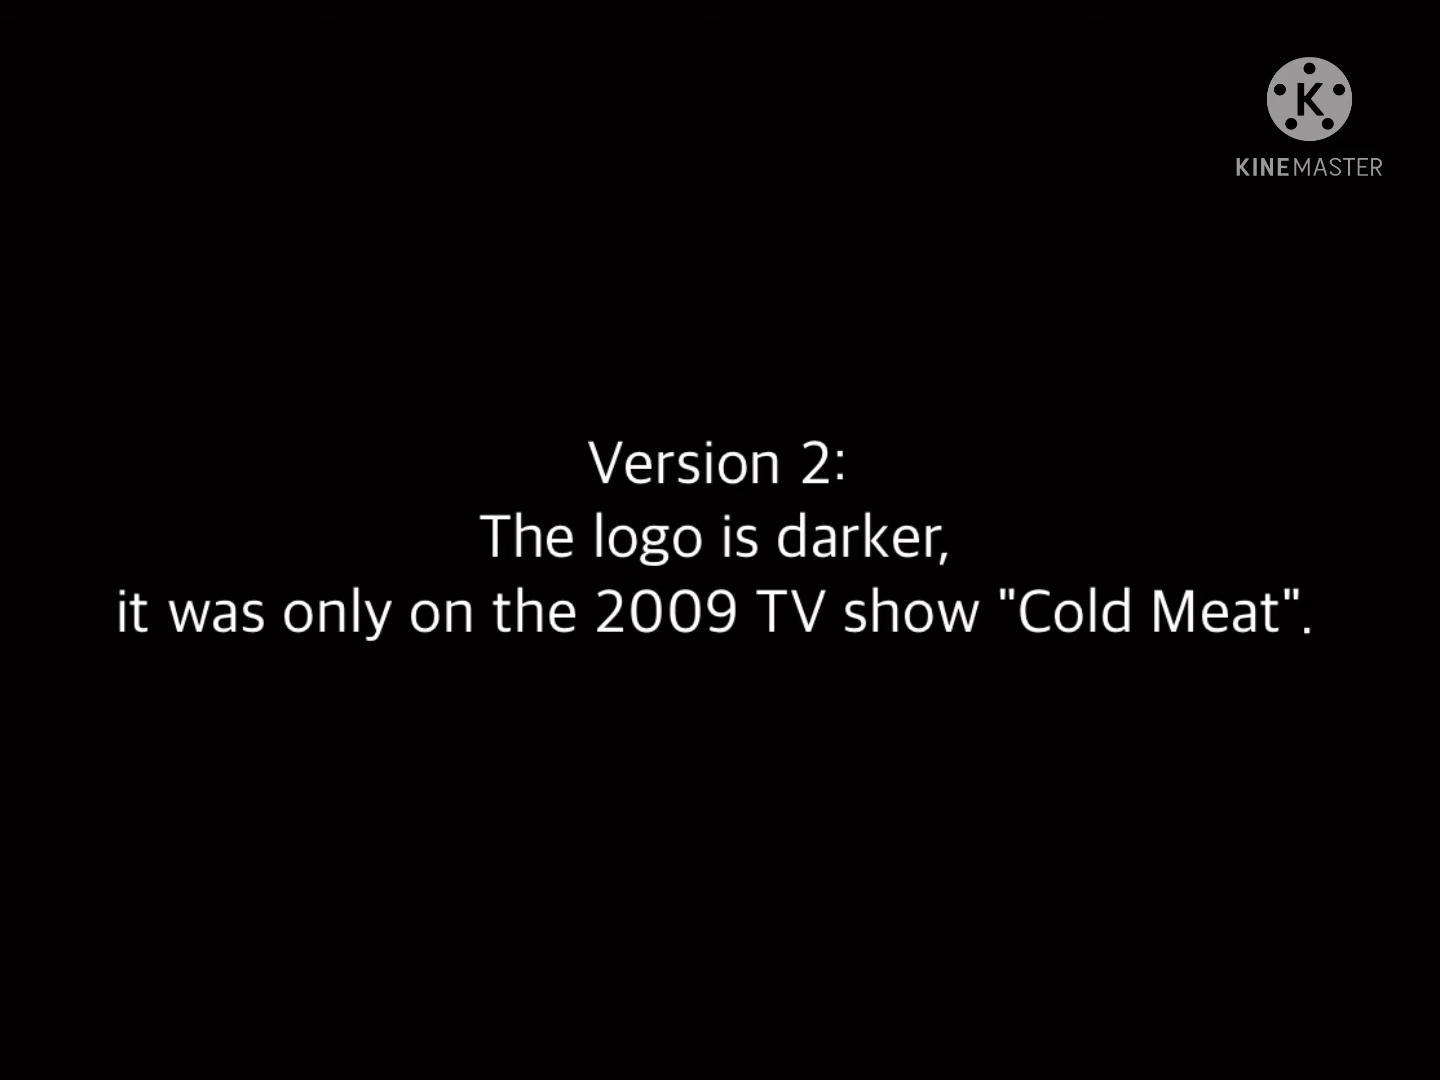 K
KINEMASTER
Version 2:
The logo is darker,
it was only on the 2009 TV show "Cold Meat".